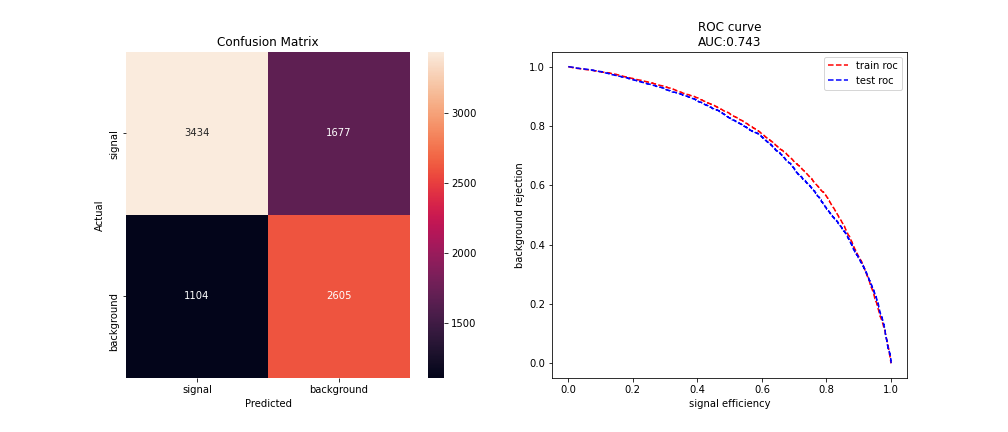 Confusion Matrix
3434
1677
1104
2605
signal
background
Actual
signal
background
Predicted
3000
2500
2000
1500
ROC curve
AUC:0.743
train roc
test roc
1.0
0.8
0.6
0.4
0.2
0.0
background rejection
0.0
0.2
0.4
0.6
0.8
1.0
signal efficiency